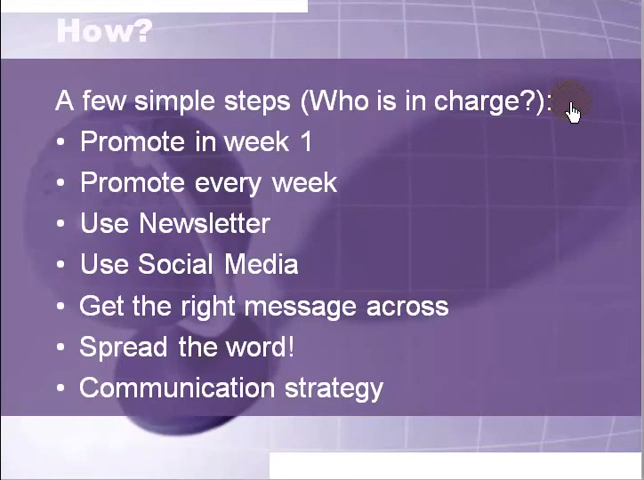 How?
A few simple steps (Who is in charge?):
• Promote in week 1
• Promote every week
• Use Newsletter
• Use Social Media
• Get the right message across
• Spread the word!
• Communication strategy